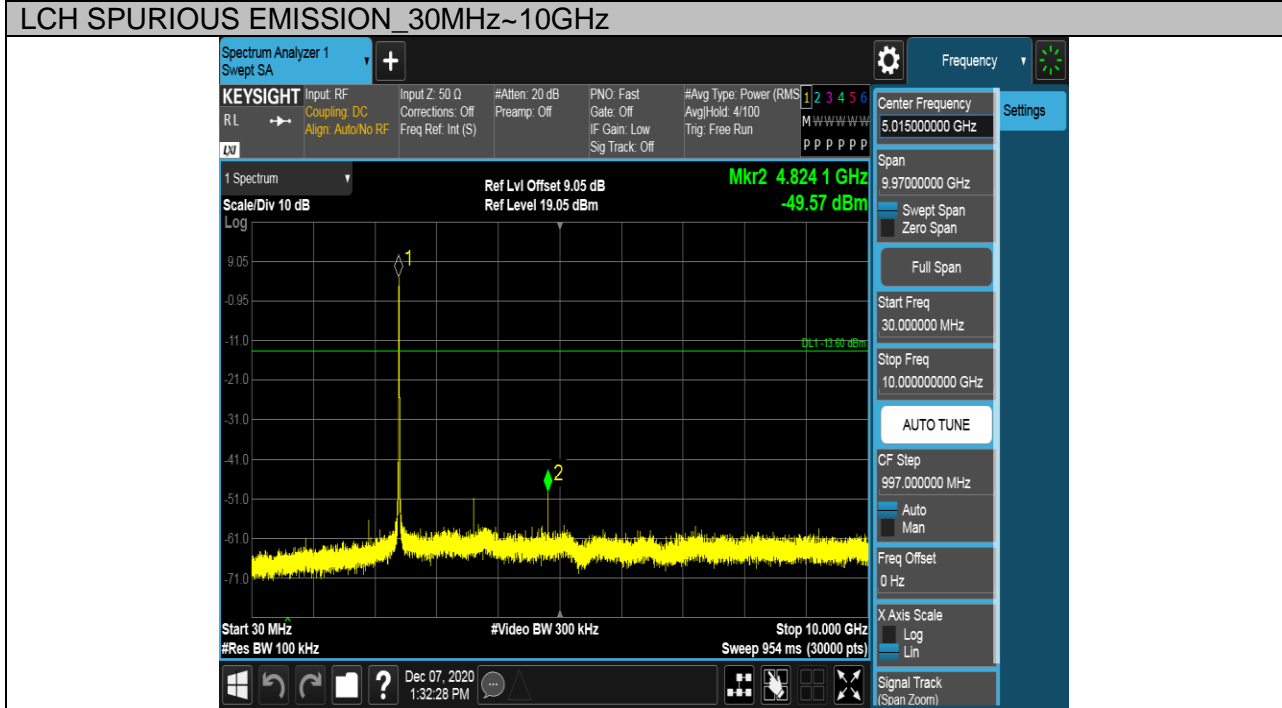 LCH SPURIOUS EMISSION_30MHz~10GHz
Spectrum Analyzer 1
Swept SA
Frequency
KEYSIGHT
RL
LXI
Input: RF
Coupling: DC
Align: Auto/No RF
Input Z: 50 Ω
Corrections: Off
Freq Ref: Int (S)
#Atten: 20 dB
Preamp: Off
PNO: Fast
Gate: Off
IF Gain: Low
Sig Track: Off
#Avg Type: Power (RMS
Avg|Hold: 4/100
Trig: Free Run
1 2 3 4 5 6
M W W W W W
P P P P P P
Center Frequency
5.015000000 GHz
Settings
1 Spectrum
Scale/Div 10 dB
Ref Lvl Offset 9.05 dB
Ref Level 19.05 dBm
Mkr2 4.824 1 GHz
-49.57 dBm
Span
9.97000000 GHz
Swept Span
Zero Span
Full Span
Start Freq
30.000000 MHz
Stop Freq
10.000000000 GHz
AUTO TUNE
CF Step
997.000000 MHz
Auto
Man
Freq Offset
0 Hz
X Axis Scale
Log
Lin
Signal Track
(Span Zoom)
Log
9.05
-0.95
-11.0
-21.0
-31.0
-41.0
-51.0
-61.0
-71.0
1
DL1 -13.60 dBm
2
Start 30 MHz
#Video BW 300 kHz
Stop 10.000 GHz
#Res BW 100 kHz
Sweep 954 ms (30000 pts)
?
Dec 07, 2020
1:32:28 PM